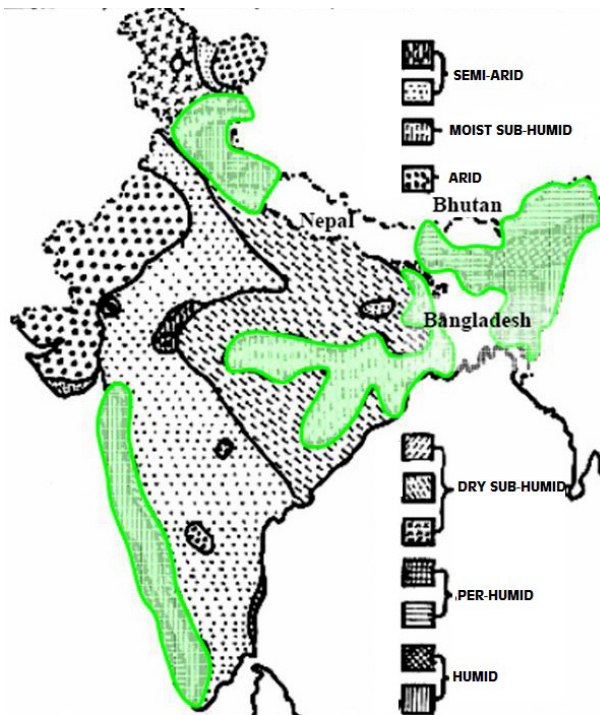 SEMI-ARID
MOIST SUB-HUMID
ARID
Bhutan
Nepal
Bangladesh
DRY SUB-HUMID
PER-HUMID
HUMID